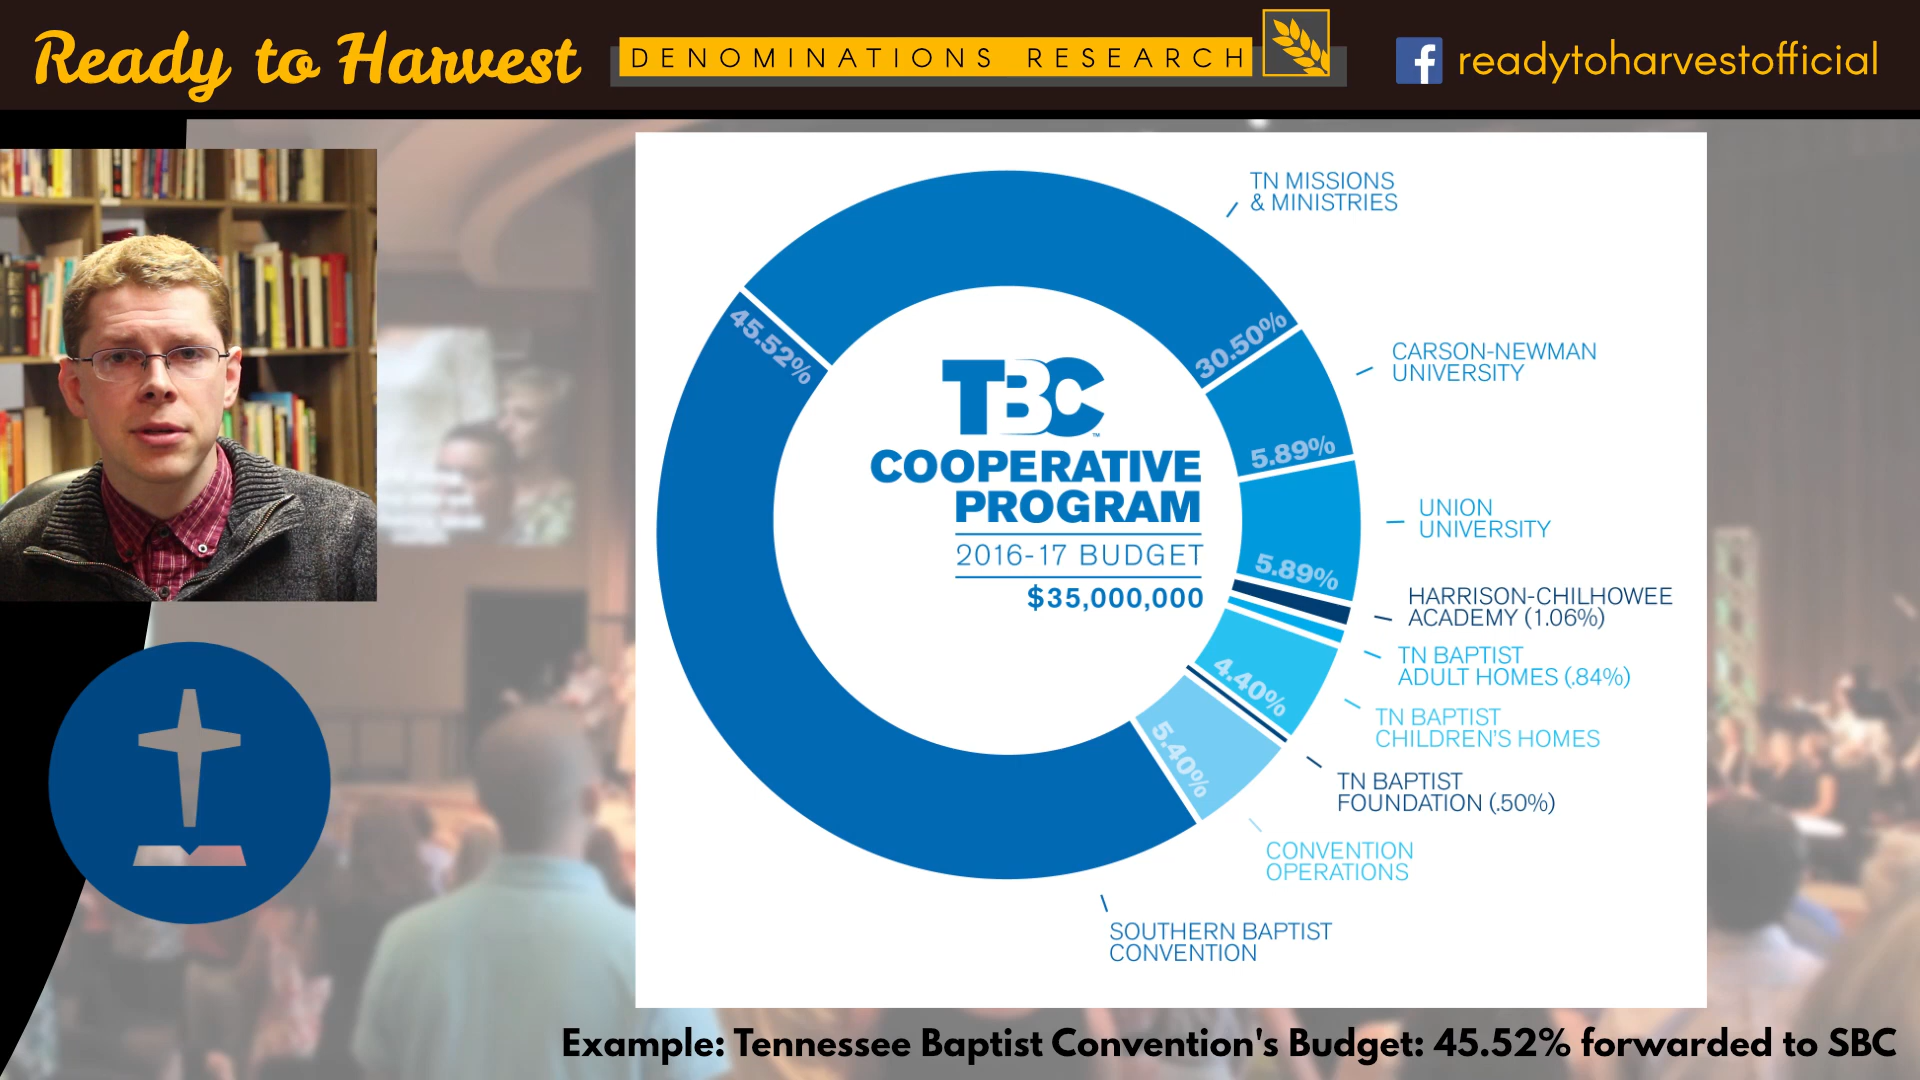 Ready to Harvest
DENOMINATIONS RESEARCH
readytoharvestofficial
TN MISSIONS
& MINISTRIES
30.50%
45.52%
CARSON-NEWMAN
UNIVERSITY
5.89%
TBC
COOPERATIVE
PROGRAM
2016-17 BUDGET
$35,000,000
UNION
UNIVERSITY
5.89%
HARRISON-CHILHOWEE
ACADEMY (1.06%)
TN BAPTIST
ADULT HOMES (.84%)
4.40%
TN BAPTIST
CHILDREN'S HOMES
TN BAPTIST
FOUNDATION (.50%)
5.40%
CONVENTION
OPERATIONS
SOUTHERN BAPTIST
CONVENTION
Example: Tennessee Baptist Convention's Budget: 45.52% forwarded to SBC